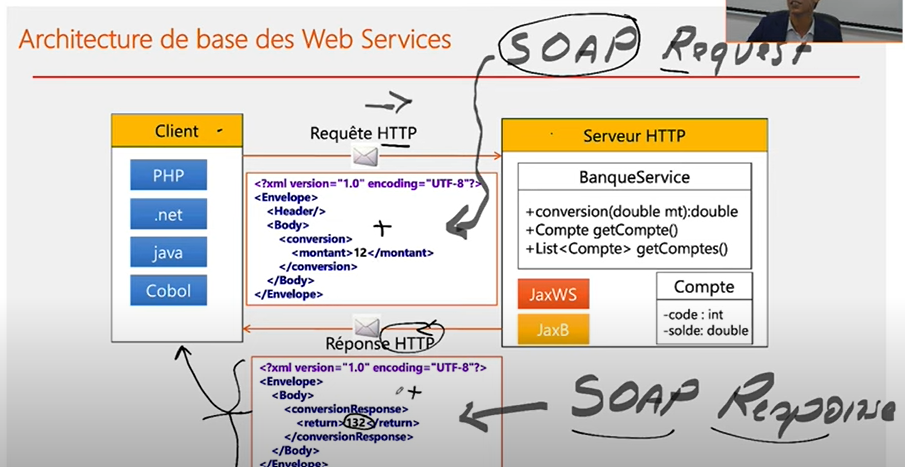 Architecture de base des Web Services
SOAP Request
Client
PHP
.net
java
Cobol
Requête HTTP
<?xml version="1.0" encoding="UTF-8"?>
<Envelope>
<Header/>
<Body>
<conversion>
<montant>12</montant>
</conversion>
</Body>
</Envelope>
Serveur HTTP
BanqueService
+conversion(double mt):double
+Compte getCompte()
+List<Compte> getComptes()
JaxWS
JaxB
Compte
-code : int
-solde: double
Réponse HTTP
<?xml version="1.0" encoding="UTF-8"?>
<Envelope>
<Body>
<conversionResponse>
<return>132</return>
</conversionResponse>
</Body>
</Envelope>
SOAP Response